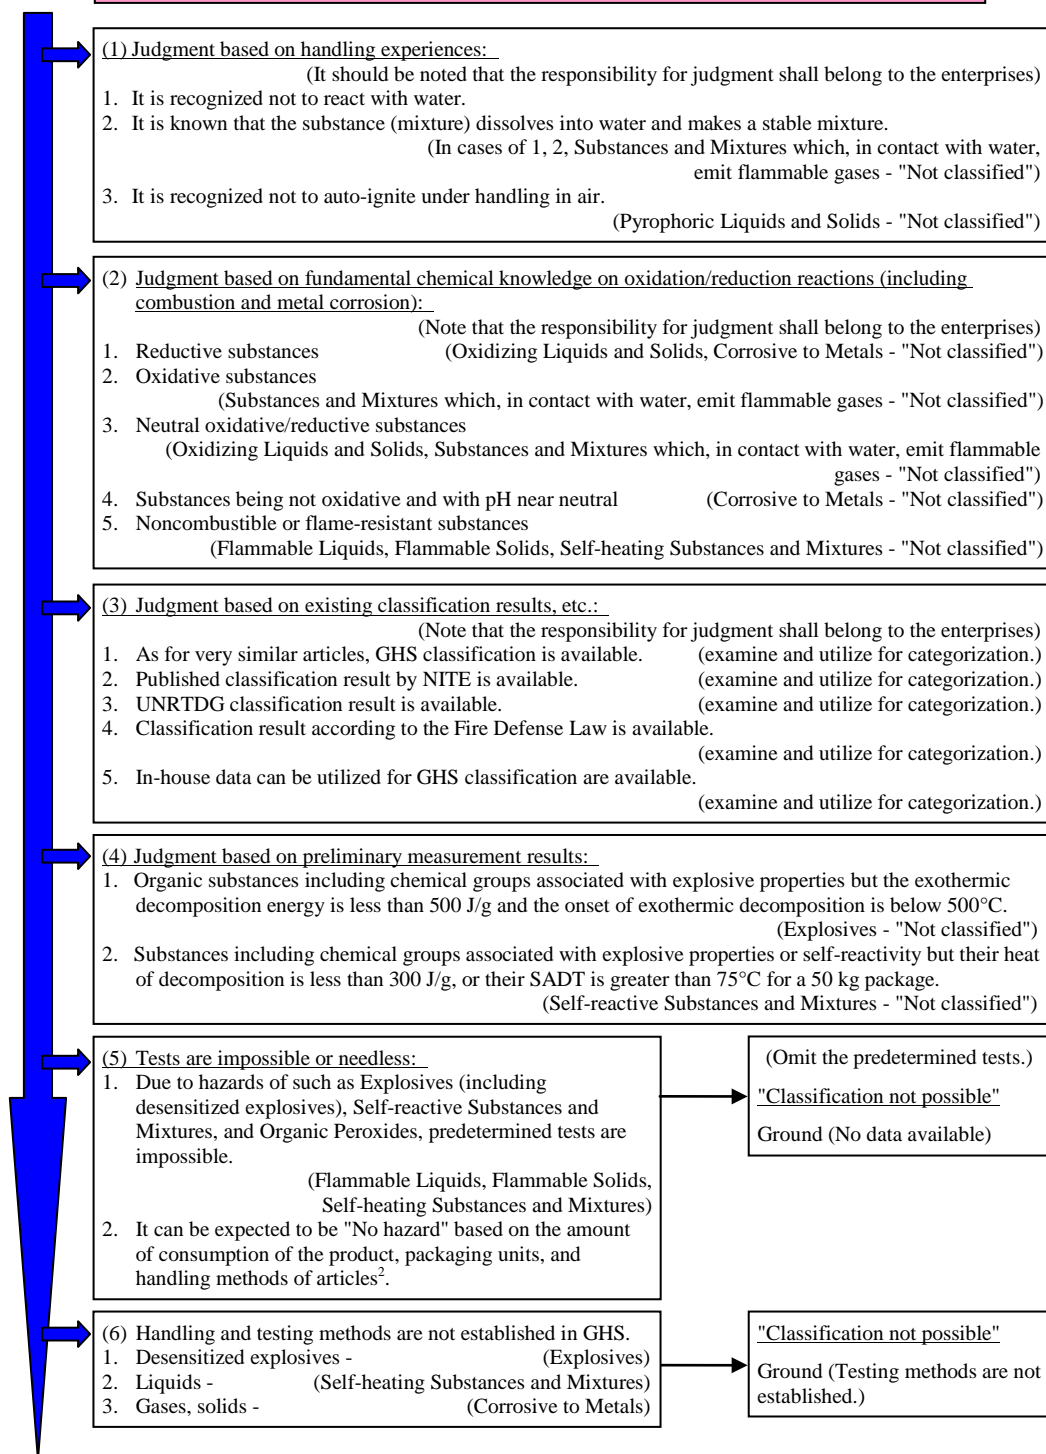 (1) Judgment based on handling experiences:
(It should be noted that the responsibility for judgment shall belong to the enterprises)
1. It is recognized not to react with water.
2. It is known that the substance (mixture) dissolves into water and makes a stable mixture.
(In cases of 1, 2, Substances and Mixtures which, in contact with water,
emit flammable gases - "Not classified")
3. It is recognized not to auto-ignite under handling in air.
(Pyrophoric Liquids and Solids - "Not classified")
(2) Judgment based on fundamental chemical knowledge on oxidation/reduction reactions (including
combustion and metal corrosion):
(Note that the responsibility for judgment shall belong to the enterprises)
1. Reductive substances (Oxidizing Liquids and Solids, Corrosive to Metals - "Not classified")
2. Oxidative substances
(Substances and Mixtures which, in contact with water, emit flammable gases - "Not classified")
3. Neutral oxidative/reductive substances
(Oxidizing Liquids and Solids, Substances and Mixtures which, in contact with water, emit flammable
gases - "Not classified")
4. Substances being not oxidative and with pH near neutral (Corrosive to Metals - "Not classified")
5. Noncombustible or flame-resistant substances
(Flammable Liquids, Flammable Solids, Self-heating Substances and Mixtures - "Not classified")
(3) Judgment based on existing classification results, etc.:
(Note that the responsibility for judgment shall belong to the enterprises)
1. As for very similar articles, GHS classification is available. (examine and utilize for categorization.)
2. Published classification result by NITE is available. (examine and utilize for categorization.)
3. UNRTDG classification result is available. (examine and utilize for categorization.)
4. Classification result according to the Fire Defense Law is available.
(examine and utilize for categorization.)
5. In-house data can be utilized for GHS classification are available.
(examine and utilize for categorization.)
(4) Judgment based on preliminary measurement results:
1. Organic substances including chemical groups associated with explosive properties but the exothermic
decomposition energy is less than 500 J/g and the onset of exothermic decomposition is below 500°C.
(Explosives - "Not classified")
2. Substances including chemical groups associated with explosive properties or self-reactivity but their heat
of decomposition is less than 300 J/g, or their SADT is greater than 75°C for a 50 kg package.
(Self-reactive Substances and Mixtures - "Not classified")
(5) Tests are impossible or needless:
1. Due to hazards of such as Explosives (including
desensitized explosives), Self-reactive Substances and
Mixtures, and Organic Peroxides, predetermined tests are
impossible.
(Flammable Liquids, Flammable Solids,
Self-heating Substances and Mixtures)
2. It can be expected to be "No hazard" based on the amount
of consumption of the product, packaging units, and
handling methods of articles².
(Omit the predetermined tests.)
"Classification not possible"
Ground (No data available)
(6) Handling and testing methods are not established in GHS.
1. Desensitized explosives - (Explosives)
2. Liquids - (Self-heating Substances and Mixtures)
3. Gases, solids - (Corrosive to Metals)
"Classification not possible"
Ground (Testing methods are not
established.)